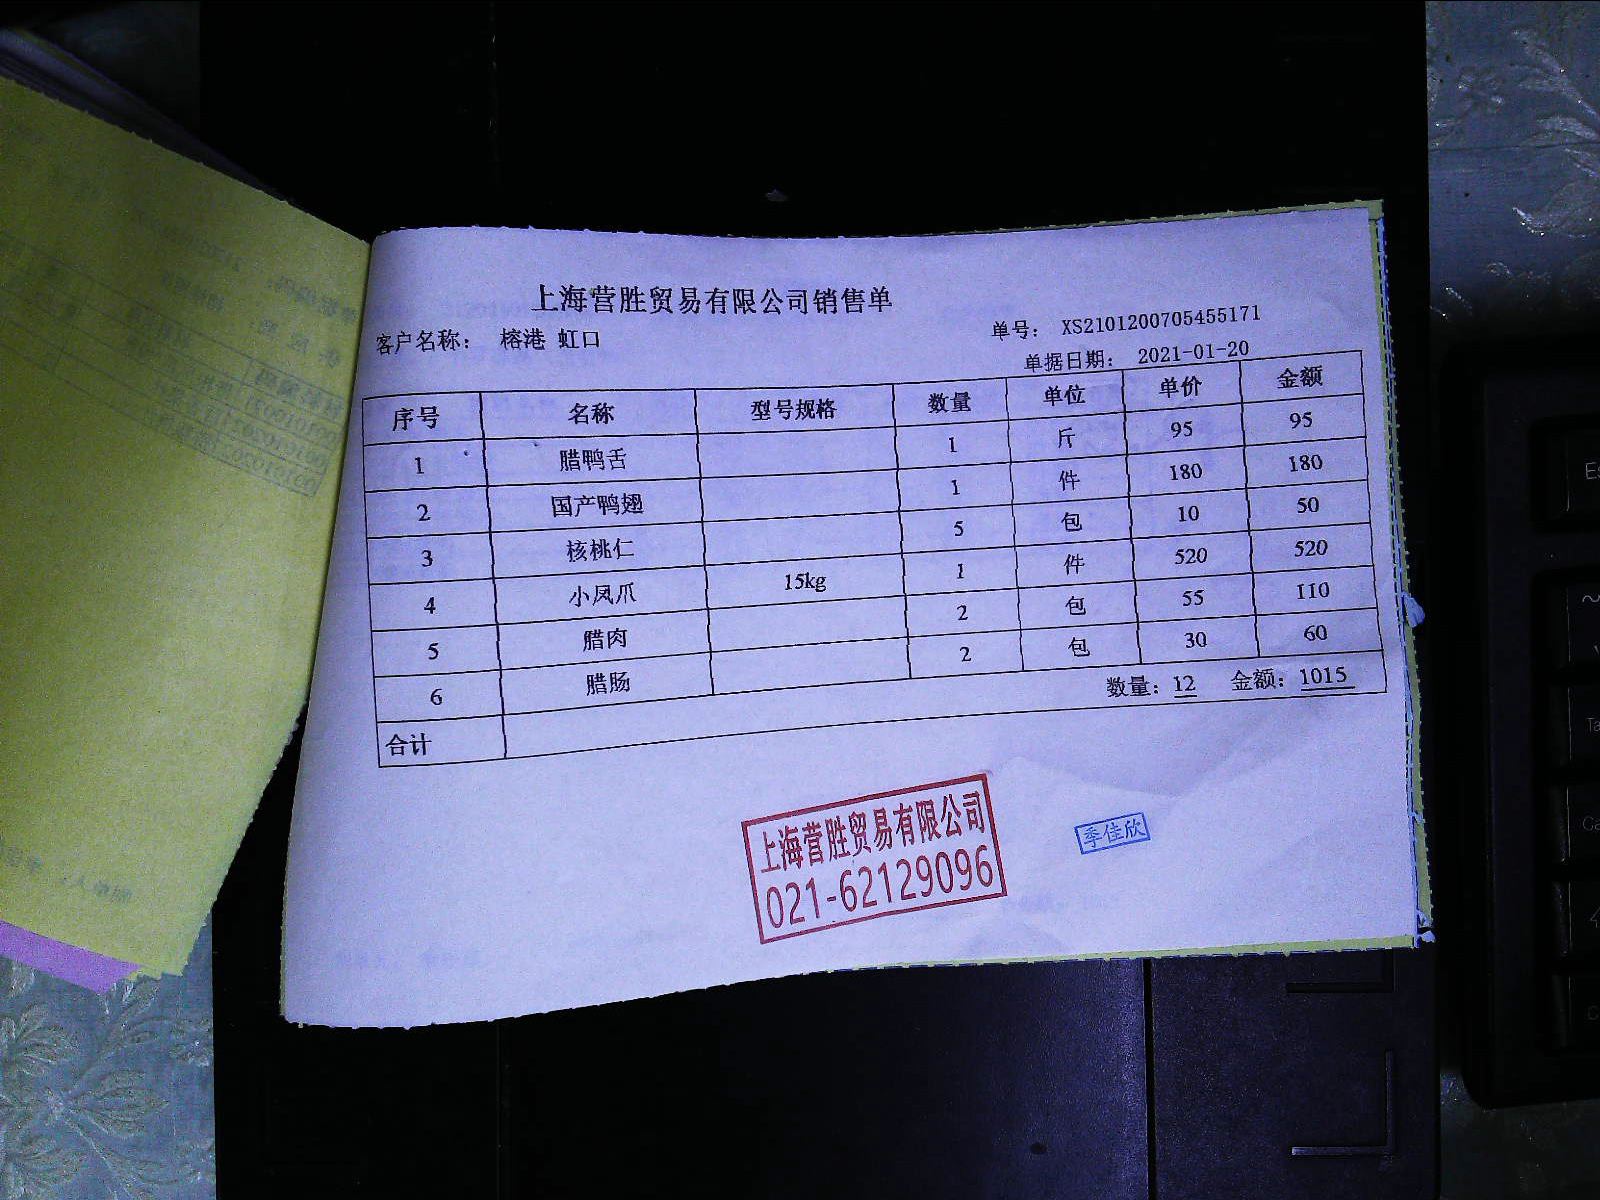 上海营胜贸易有限公司销售单
客户名称： 榕港 虹口
单号： XS2101200705455171
单据日期： 2021-01-20
序号 名称 型号规格 数量 单位 单价 金额
1 腊鸭舌 1 斤 95 95
2 国产鸭翅 1 件 180 180
3 核桃仁 5 包 10 50
4 小凤爪 15kg 1 件 520 520
5 腊肉 2 包 55 110
6 腊肠 2 包 30 60
合计 数量：12 金额：1015
上海营胜贸易有限公司
021-62129096
季佳欣